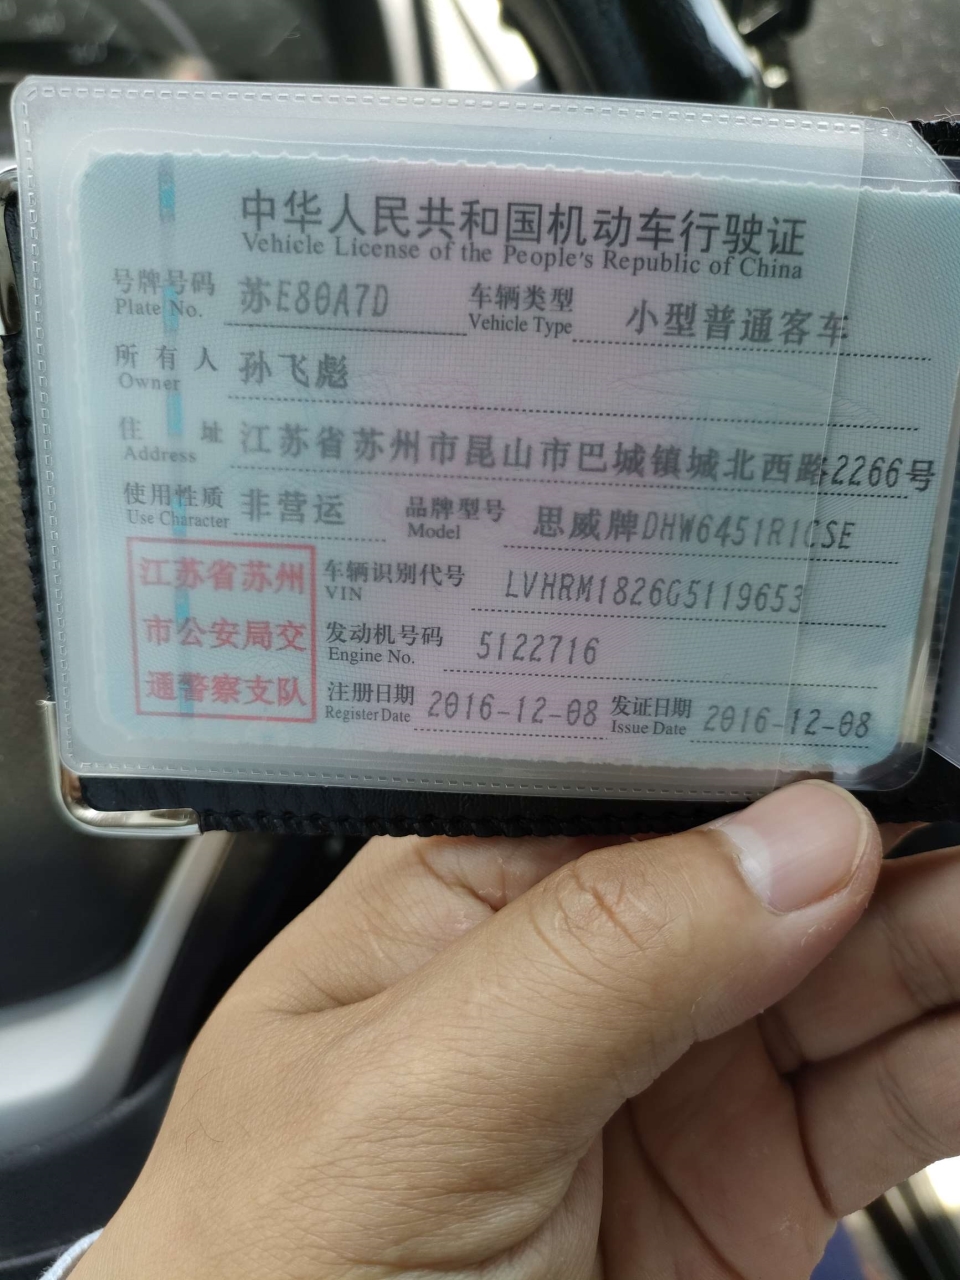 中华人民共和国机动车行驶证
Vehicle License of the People's Republic of China
号牌号码 苏E80A7D 车辆类型 小型普通客车
Plate No. Vehicle Type
所有人 孙飞彪
Owner
住址 江苏省苏州市昆山市巴城镇城北西路2266号
Address
使用性质 非营运 品牌型号 思威牌DHW6451R1CSE
Use Character Model
江苏省苏州
市公安局交
通警察支队
车辆识别代号 LVHRM1826G5119653
VIN
发动机号码 5122716
Engine No.
注册日期 2016-12-08 发证日期 2016-12-08
Register Date Issue Date